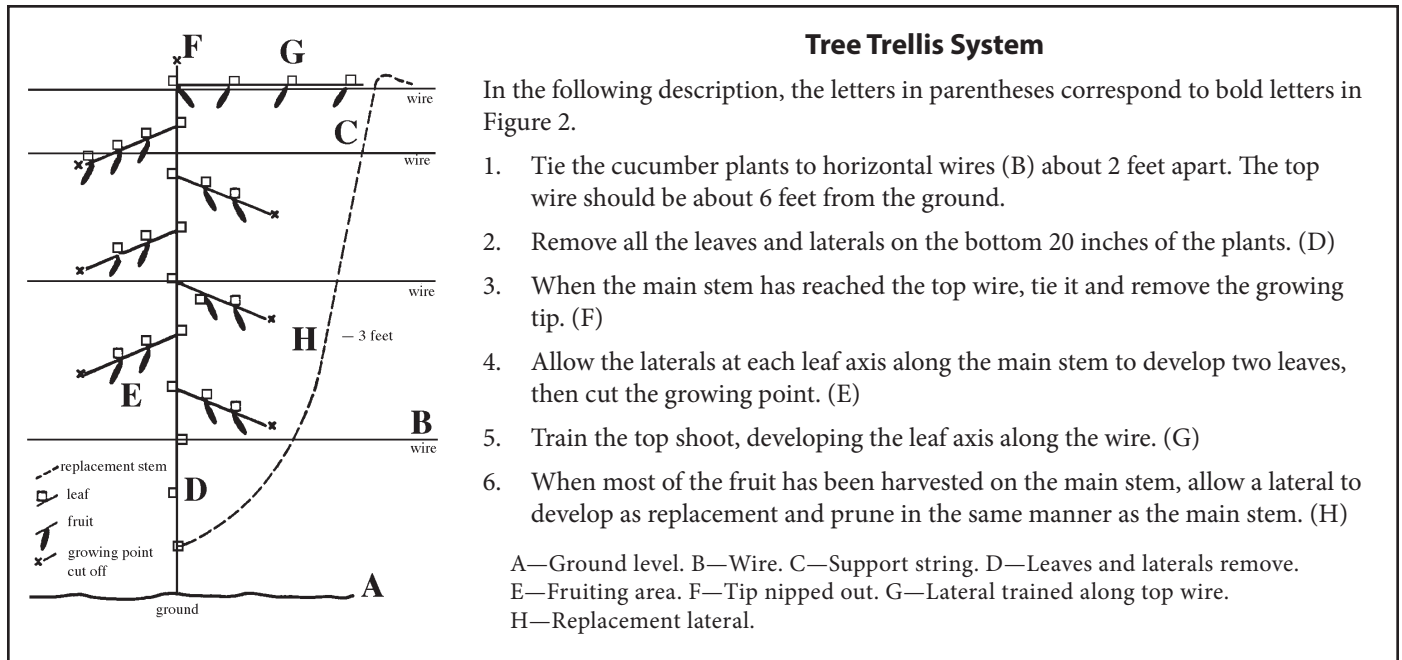 F
G
wire
C
wire
wire
H
— 3 feet
E
B
wire
replacement stem
D
leaf
fruit
growing point
cut off
A
ground
Tree Trellis System
In the following description, the letters in parentheses correspond to bold letters in
Figure 2.
1. Tie the cucumber plants to horizontal wires (B) about 2 feet apart. The top
wire should be about 6 feet from the ground.
2. Remove all the leaves and laterals on the bottom 20 inches of the plants. (D)
3. When the main stem has reached the top wire, tie it and remove the growing
tip. (F)
4. Allow the laterals at each leaf axis along the main stem to develop two leaves,
then cut the growing point. (E)
5. Train the top shoot, developing the leaf axis along the wire. (G)
6. When most of the fruit has been harvested on the main stem, allow a lateral to
develop as replacement and prune in the same manner as the main stem. (H)
A—Ground level. B—Wire. C—Support string. D—Leaves and laterals remove.
E—Fruiting area. F—Tip nipped out. G—Lateral trained along top wire.
H—Replacement lateral.